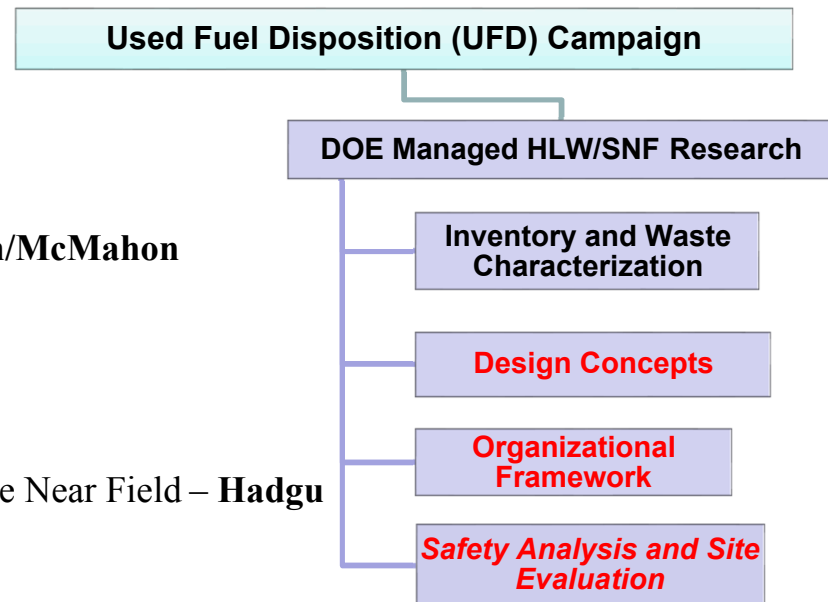 Used Fuel Disposition (UFD) Campaign
DOE Managed HLW/SNF Research
/McMahon
Inventory and Waste
Characterization
Design Concepts
Organizational
Framework
Near Field – Hadgu
Safety Analysis and Site
Evaluation